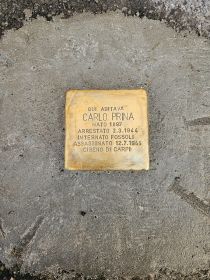 QUI ABITAVA
CARLO PRINA
NATO 1897
ARRESTATO 2.3.1944
INTERNATO FOSSOLI
ASSASSINATO 12.7.1944
CIBENO DI CARPI